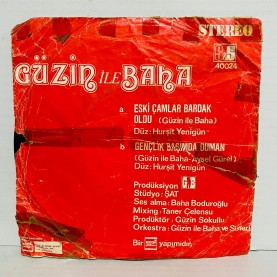 STEREO
G&B
40024
GÜZİN İLE BAHA
a ESKİ ÇAMLAR BARDAK
OLDU (Güzin ile Baha)
Düz: Hurşit Yenigün
b GENÇLİK BAŞIMDA DUMAN
(Güzin ile Baha-Aysel Gürel)
Düz: Hurşit Yenigün
Prodüksiyon G&B
Stüdyo: ŞAT
Ses alma: Baha Boduroğlu
Mixing: Taner Çelensu
Prodüktör: Güzin Sokullu
Orkestra: Güzin ile Baha ve
Bir yapımıdır.